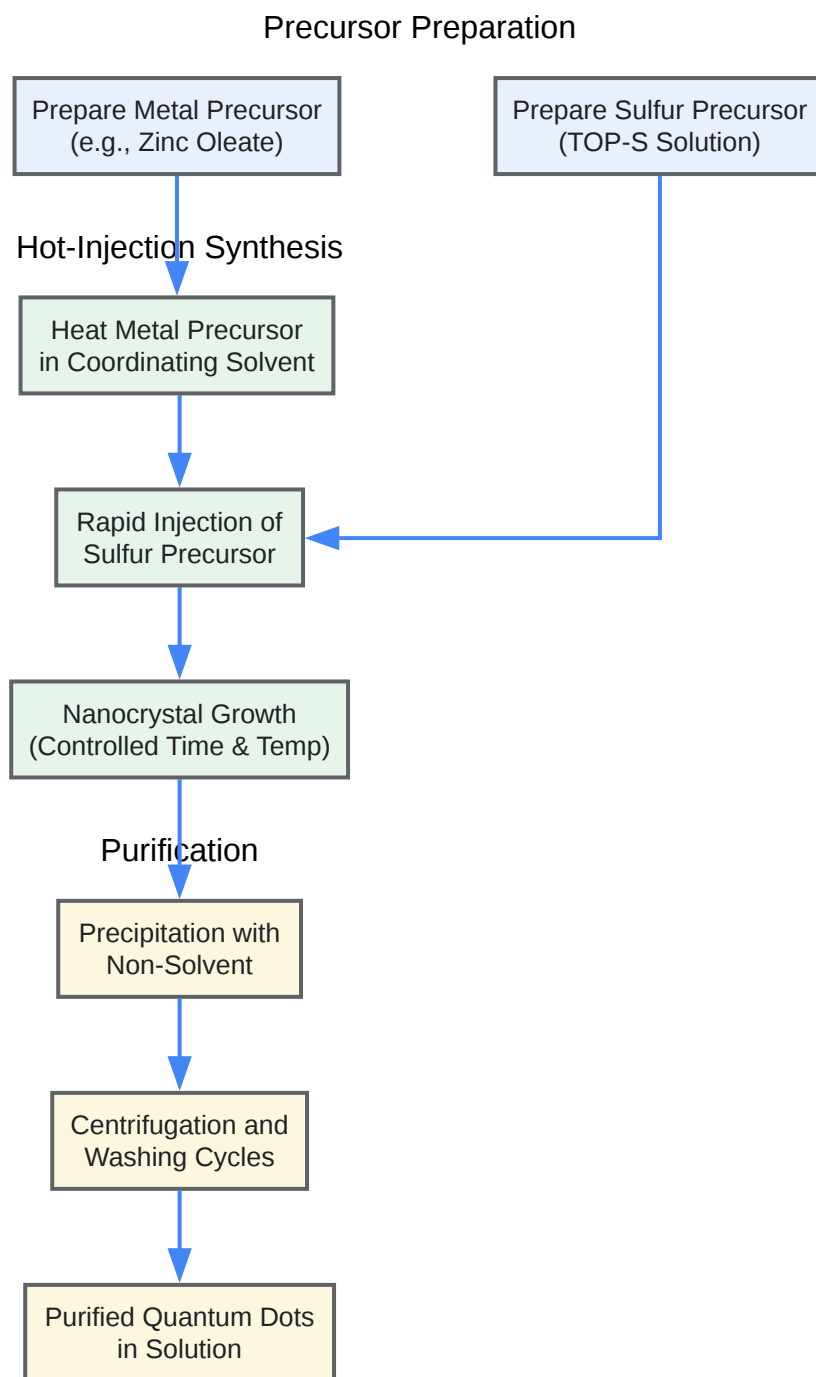 Precursor Preparation
Prepare Metal Precursor
(e.g., Zinc Oleate)
Prepare Sulfur Precursor
(TOP-S Solution)
Hot-Injection Synthesis
Heat Metal Precursor
in Coordinating Solvent
Rapid Injection of
Sulfur Precursor
Nanocrystal Growth
(Controlled Time & Temp)
Purification
Precipitation with
Non-Solvent
Centrifugation and
Washing Cycles
Purified Quantum Dots
in Solution